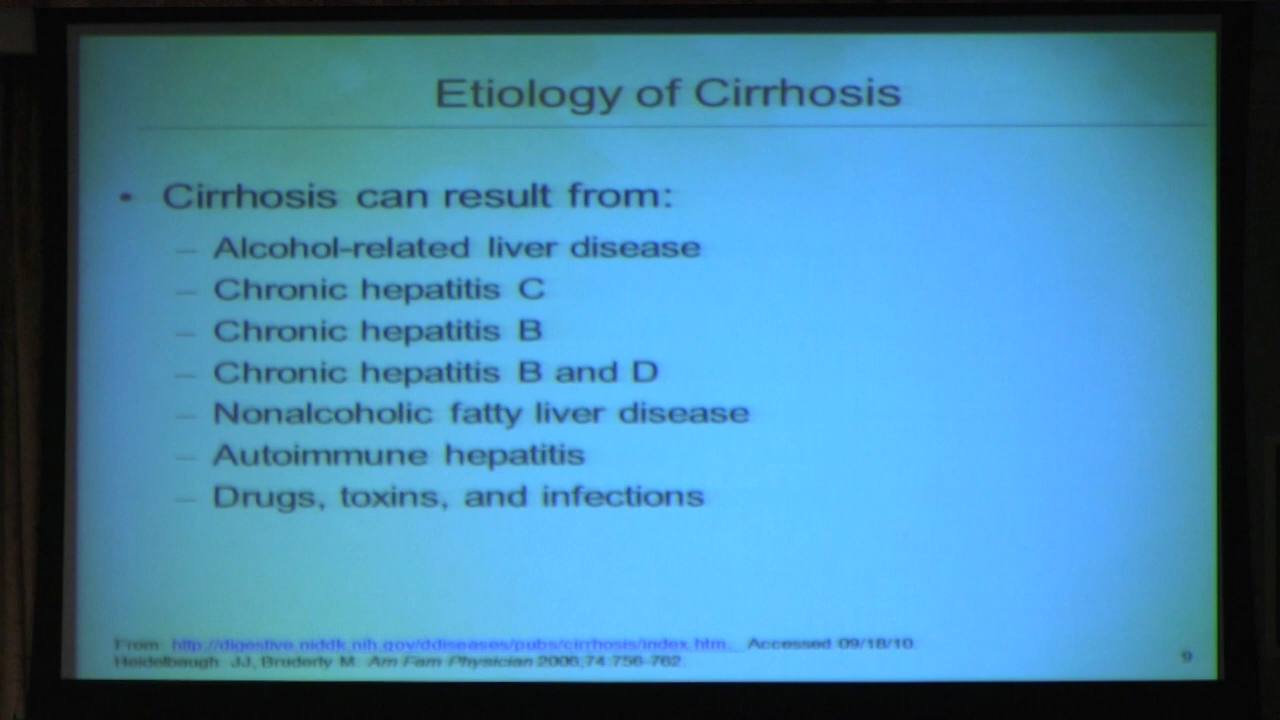 Etiology of Cirrhosis
• Cirrhosis can result from:
– Alcohol-related liver disease
– Chronic hepatitis C
– Chronic hepatitis B
– Chronic hepatitis B and D
– Nonalcoholic fatty liver disease
– Autoimmune hepatitis
– Drugs, toxins, and infections
From: http://digestive.niddk.nih.gov/ddiseases/pubs/cirrhosis/index.htm. Accessed 09/18/10.
Heidelbaugh JJ, Bruderly M. Am Fam Physician 2006;74:756-762.
9